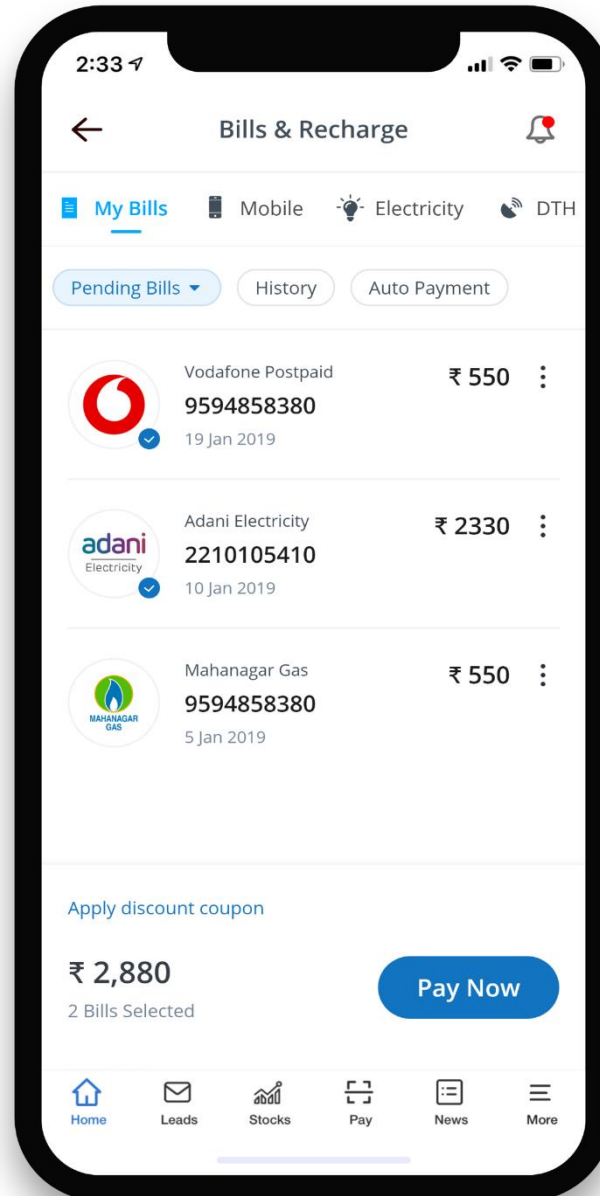 2:33
Bills & Recharge
My Bills Mobile Electricity DTH
Pending Bills History Auto Payment
Vodafone Postpaid
₹ 550
9594858380
19 Jan 2019
adani
Electricity
Adani Electricity
₹ 2330
2210105410
10 Jan 2019
MAHANAGAR
GAS
Mahanagar Gas
₹ 550
9594858380
5 Jan 2019
Apply discount coupon
₹ 2,880
2 Bills Selected
Pay Now
Home Leads Stocks Pay News More